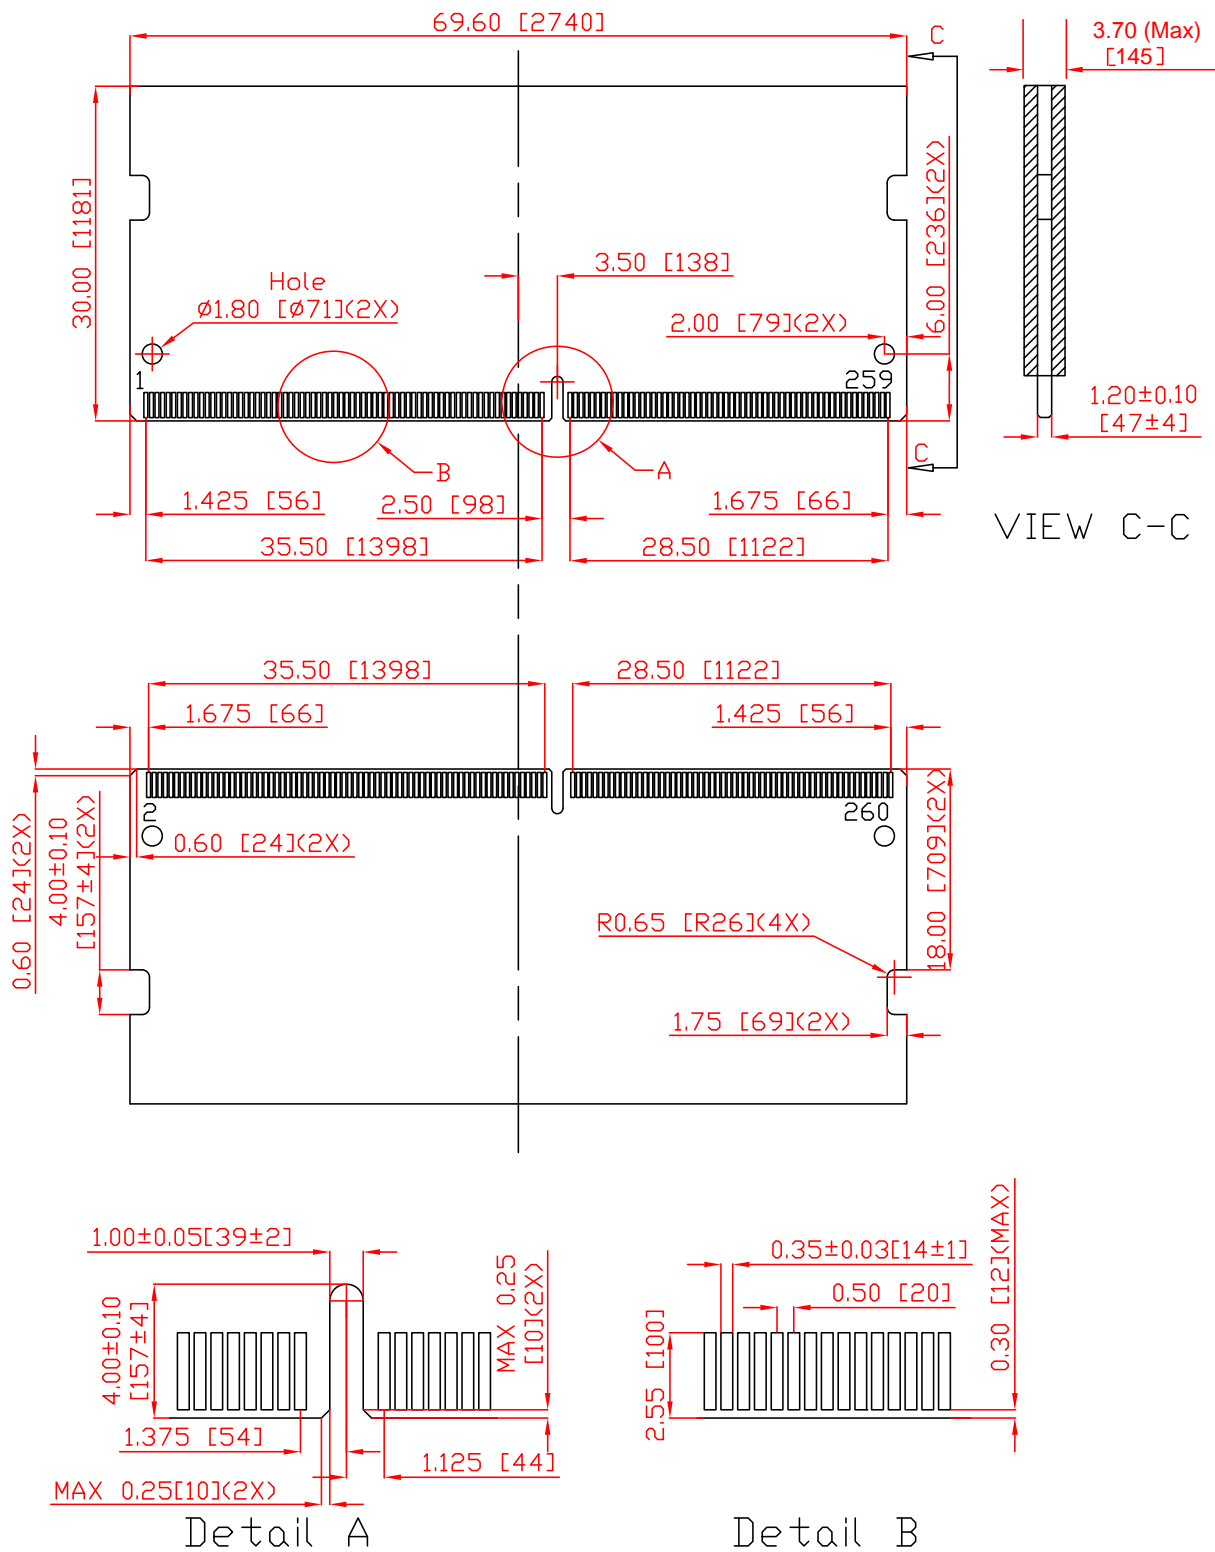 69.60 [2740]
C
3.70 (Max)
[145]
30.00 [1181]
6.00 [236](2X)
3.50 [138]
Hole
Ø1.80 [Ø71](2X)
2.00 [79](2X)
1
259
1.20±0.10
[47±4]
B
A
C
1.425 [56]
2.50 [98]
1.675 [66]
35.50 [1398]
28.50 [1122]
VIEW C-C
35.50 [1398]
28.50 [1122]
1.675 [66]
1.425 [56]
2
260
0.60 [24](2X)
0.60 [24](2X)
4.00±0.10
[157±4](2X)
18.00 [709](2X)
R0.65 [R26](4X)
1.75 [69](2X)
1.00±0.05[39±2]
4.00±0.10
[157±4]
MAX 0.25
[10](2X)
1.375 [54]
1.125 [44]
MAX 0.25[10](2X)
Detail A
0.35±0.03[14±1]
0.50 [20]
2.55 [100]
0.30 [12](MAX)
Detail B